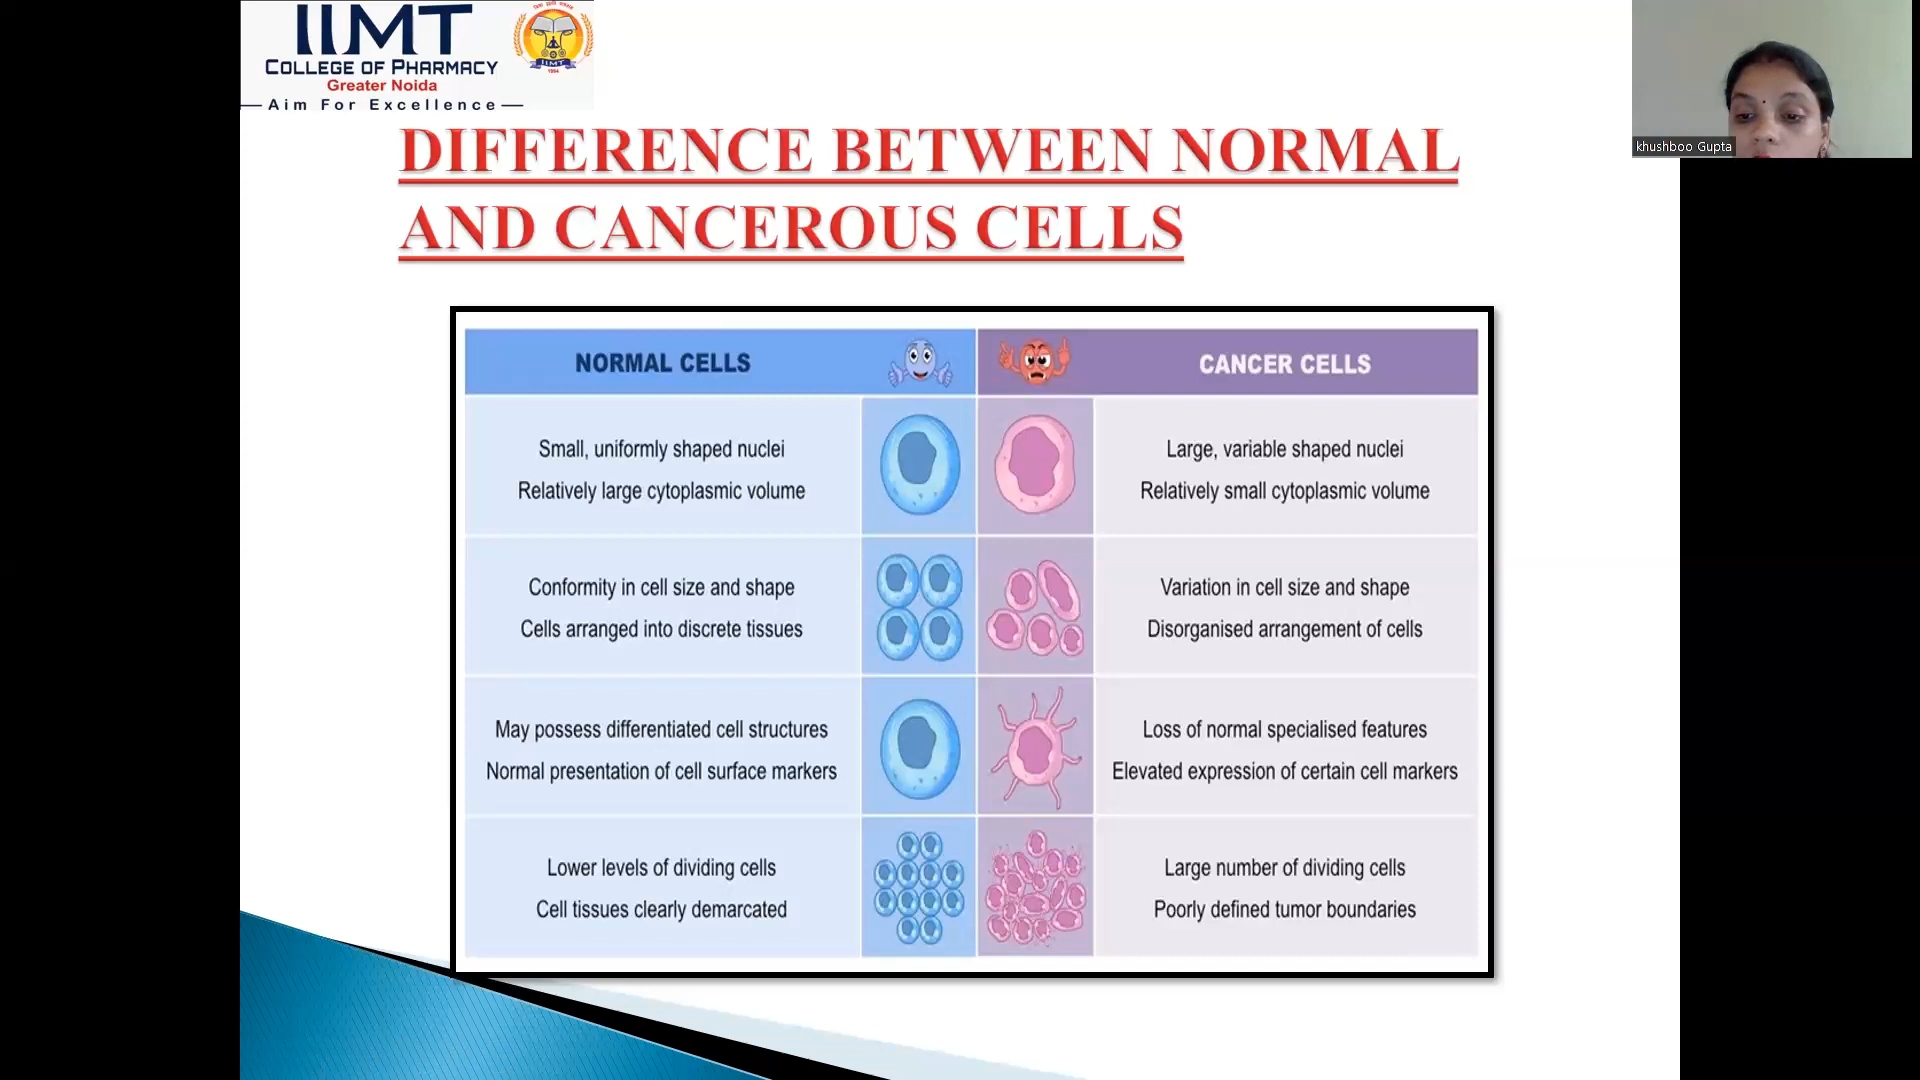 IIMT
COLLEGE OF PHARMACY
Greater Noida
Aim For Excellence
IIMT
1994
khushboo Gupta
DIFFERENCE BETWEEN NORMAL
AND CANCEROUS CELLS
NORMAL CELLS
CANCER CELLS
Small, uniformly shaped nuclei
Relatively large cytoplasmic volume
Large, variable shaped nuclei
Relatively small cytoplasmic volume
Conformity in cell size and shape
Cells arranged into discrete tissues
Variation in cell size and shape
Disorganised arrangement of cells
May possess differentiated cell structures
Normal presentation of cell surface markers
Loss of normal specialised features
Elevated expression of certain cell markers
Lower levels of dividing cells
Cell tissues clearly demarcated
Large number of dividing cells
Poorly defined tumor boundaries